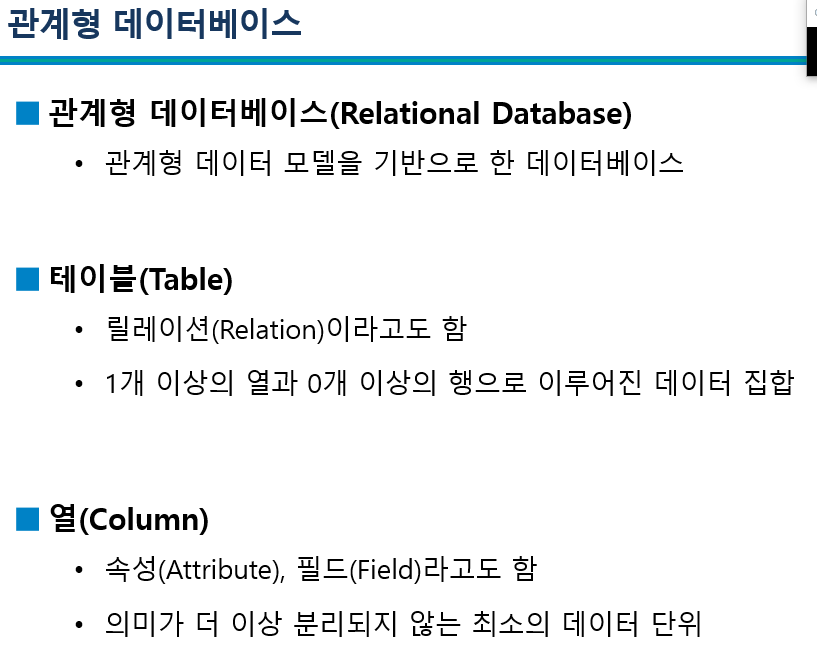 관계형 데이터베이스
관계형 데이터베이스(Relational Database)
• 관계형 데이터 모델을 기반으로 한 데이터베이스
테이블(Table)
• 릴레이션(Relation)이라고도 함
• 1개 이상의 열과 0개 이상의 행으로 이루어진 데이터 집합
열(Column)
• 속성(Attribute), 필드(Field)라고도 함
• 의미가 더 이상 분리되지 않는 최소의 데이터 단위